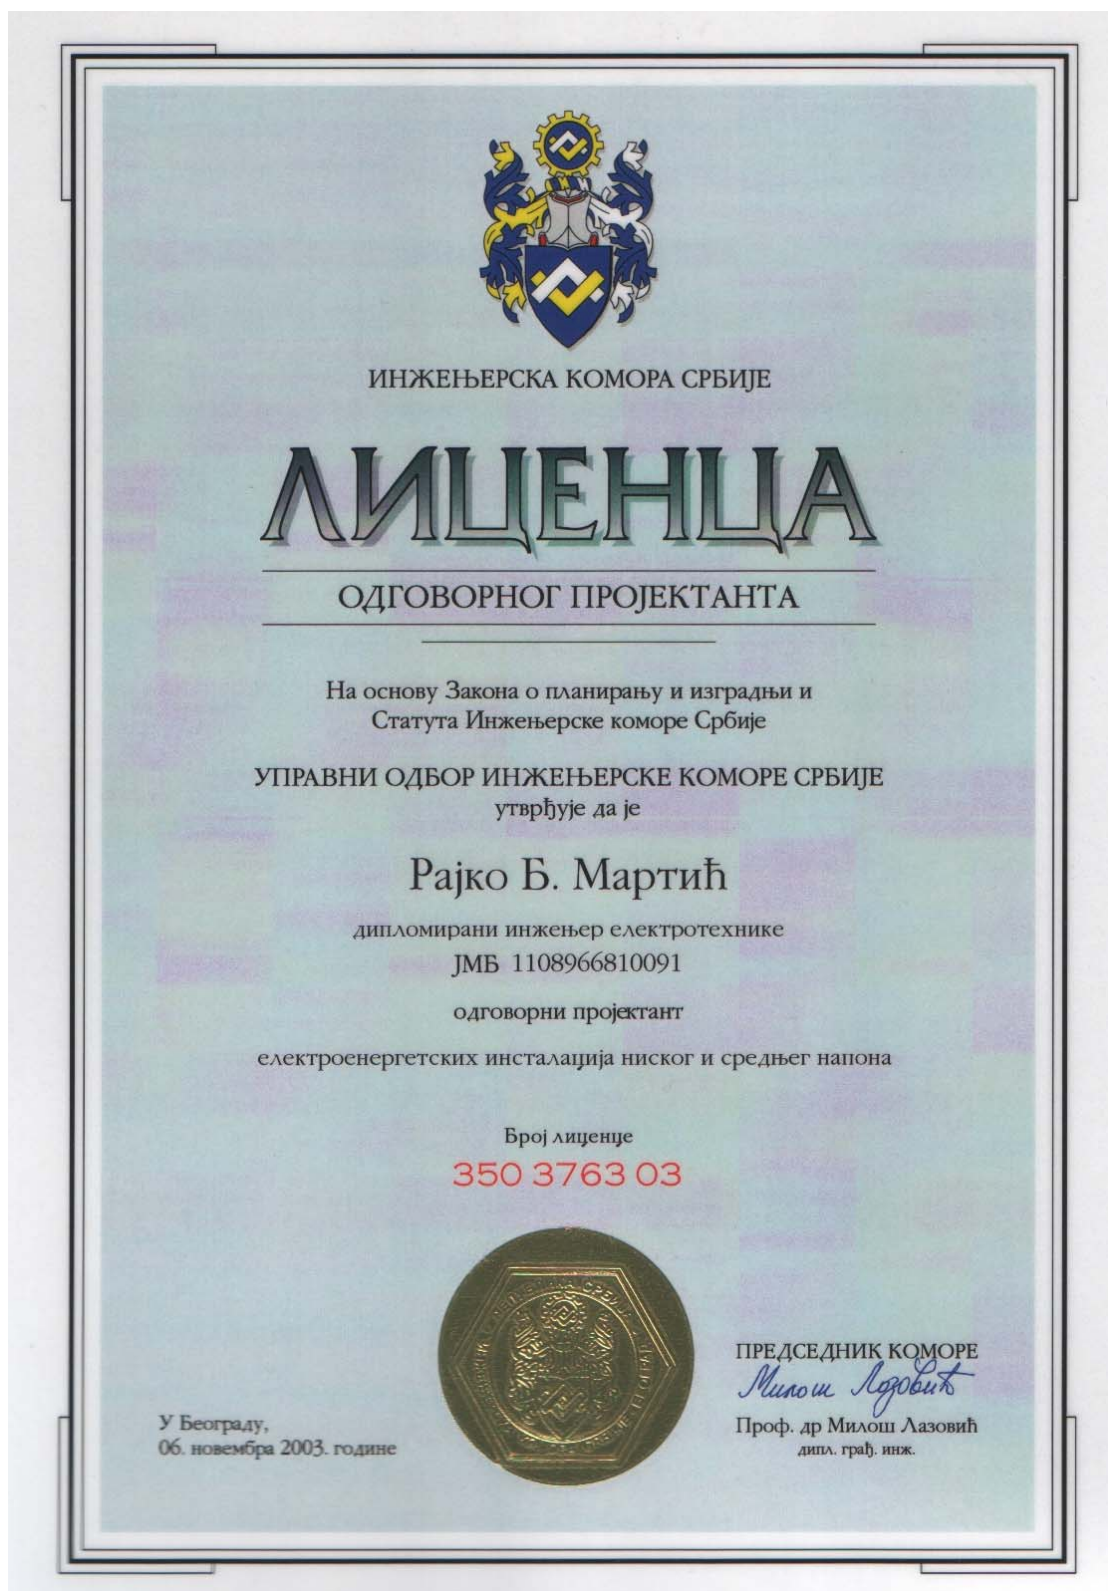 ИНЖЕЊЕРСКА КОМОРА СРБИЈЕ
ЛИЦЕНЦА
ОДГОВОРНОГ ПРОЈЕКТАНТА
На основу Закона о планирању и изградњи и
Статута Инжењерске коморе Србије
УПРАВНИ ОДБОР ИНЖЕЊЕРСКЕ КОМОРЕ СРБИЈЕ
утврђује да је
Рајко Б. Мартић
дипломирани инжењер електротехнике
ЈМБ 1108966810091
одговорни пројектант
електроенергетских инсталација ниског и средњег напона
Број лиценце
350 3763 03
У Београду,
06. новембра 2003. године
ПРЕДСЕДНИК КОМОРЕ
Милош Лазовић
Проф. др Милош Лазовић
дипл. грађ. инж.